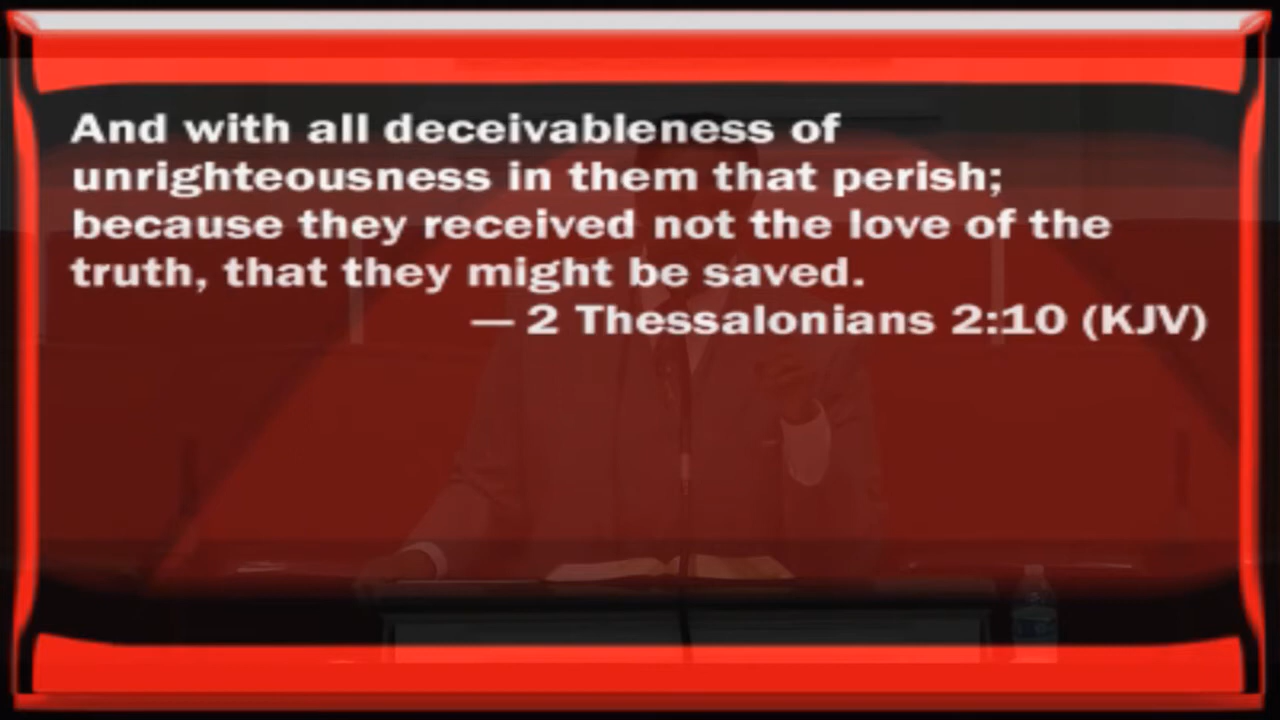 And with all deceivableness of
unrighteousness in them that perish;
because they received not the love of the
truth, that they might be saved.
— 2 Thessalonians 2:10 (KJV)